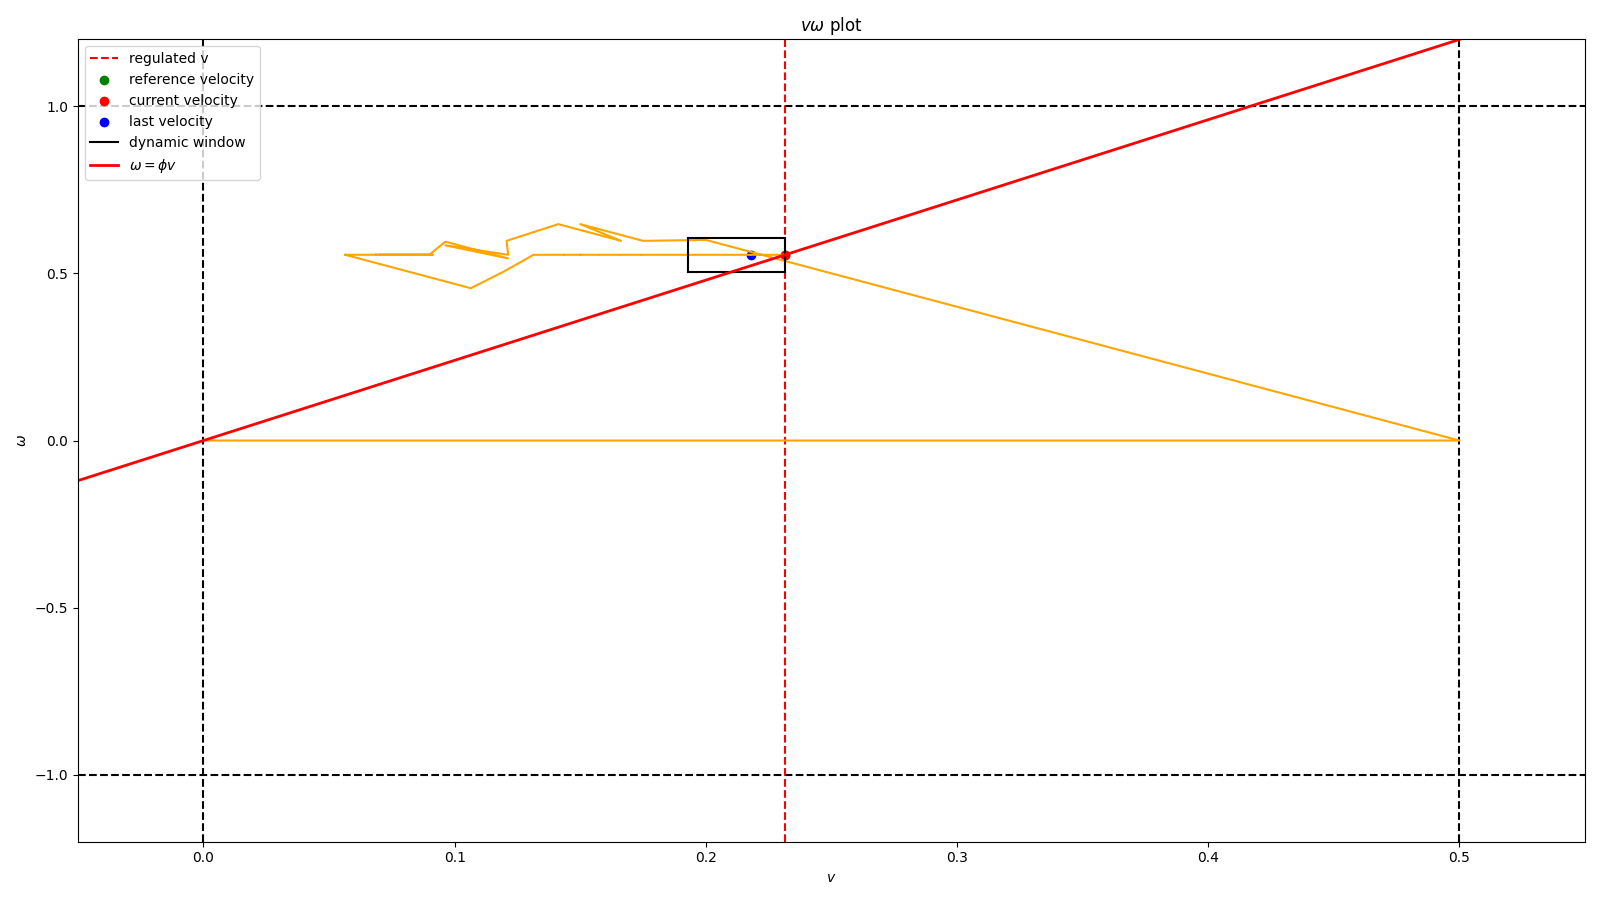 vω plot
regulated v
reference velocity
current velocity
last velocity
dynamic window
ω = ϕv
1.0
0.5
0.0
−0.5
−1.0
ω
0.0 0.1 0.2 0.3 0.4 0.5
v